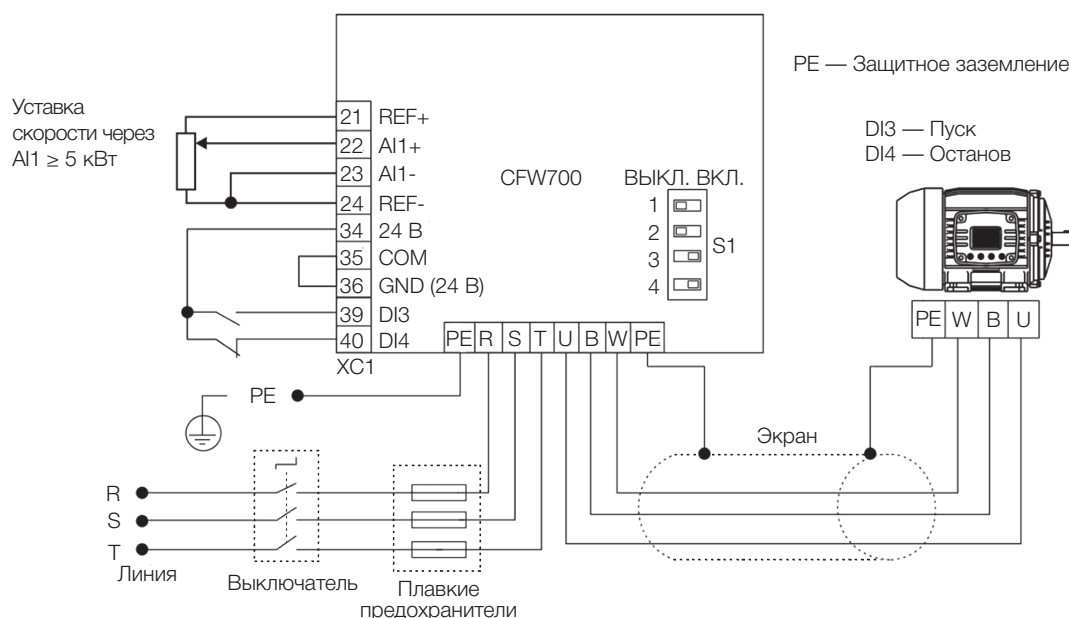 PE — Защитное заземление
Уставка
скорости через
AI1 ≥ 5 кВт
21 REF+
22 AI1+
23 AI1-
24 REF-
34 24 В
35 COM
36 GND (24 В)
39 DI3
40 DI4
XC1
CFW700
ВЫКЛ. ВКЛ.
1
2
3
4
S1
DI3 — Пуск
DI4 — Останов
PE R S T U B W PE
PE W B U
PE
Экран
R
S
T
Линия
Выключатель
Плавкие
предохранители